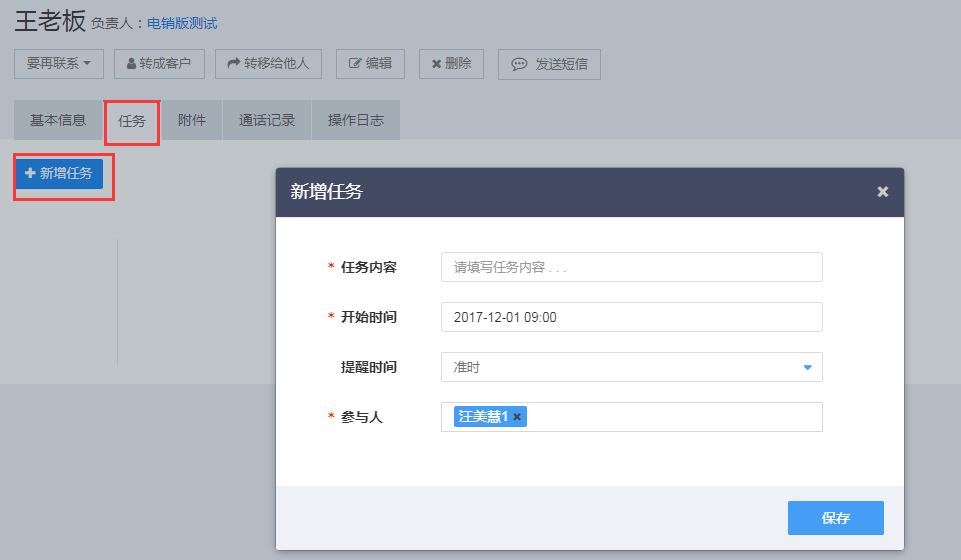 王老板 负责人：电销版测试
要再联系 转成客户 转移给他人 编辑 删除 发送短信
基本信息 任务 附件 通话记录 操作日志
新增任务
新增任务
* 任务内容 请填写任务内容 . . .
* 开始时间 2017-12-01 09:00
提醒时间 准时
* 参与人 汪美慧1
保存